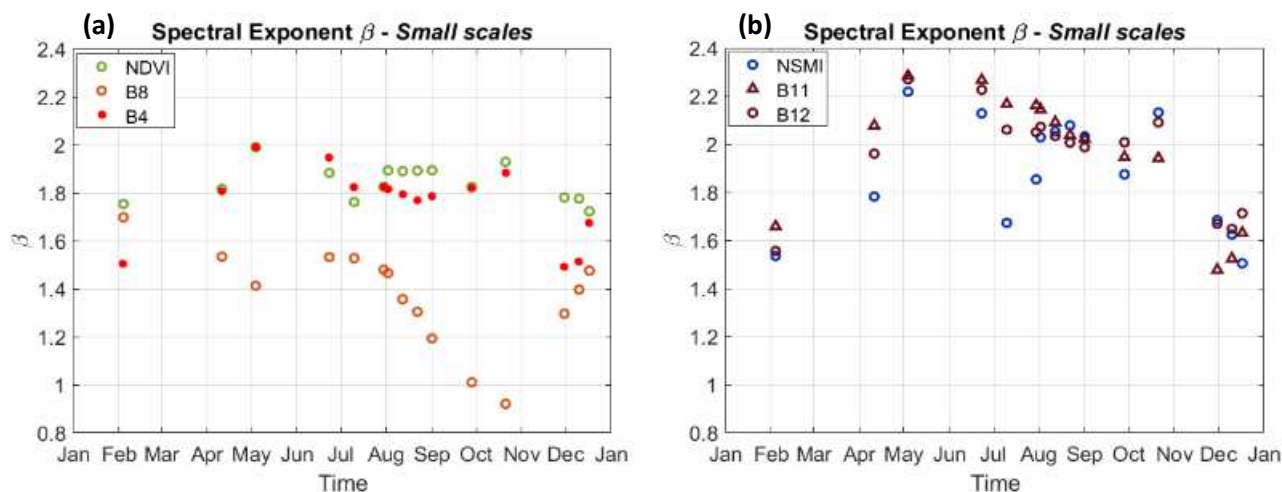 (a)
Spectral Exponent β - Small scales
2.4
2.2
2
1.8
1.6
1.4
1.2
1
0.8
β
NDVI
B8
B4
Jan Feb Mar Apr May Jun Jul Aug Sep Oct Nov Dec Jan
Time
(b)
Spectral Exponent β - Small scales
2.4
2.2
2
1.8
1.6
1.4
1.2
1
0.8
β
NSMI
B11
B12
Jan Feb Mar Apr May Jun Jul Aug Sep Oct Nov Dec Jan
Time